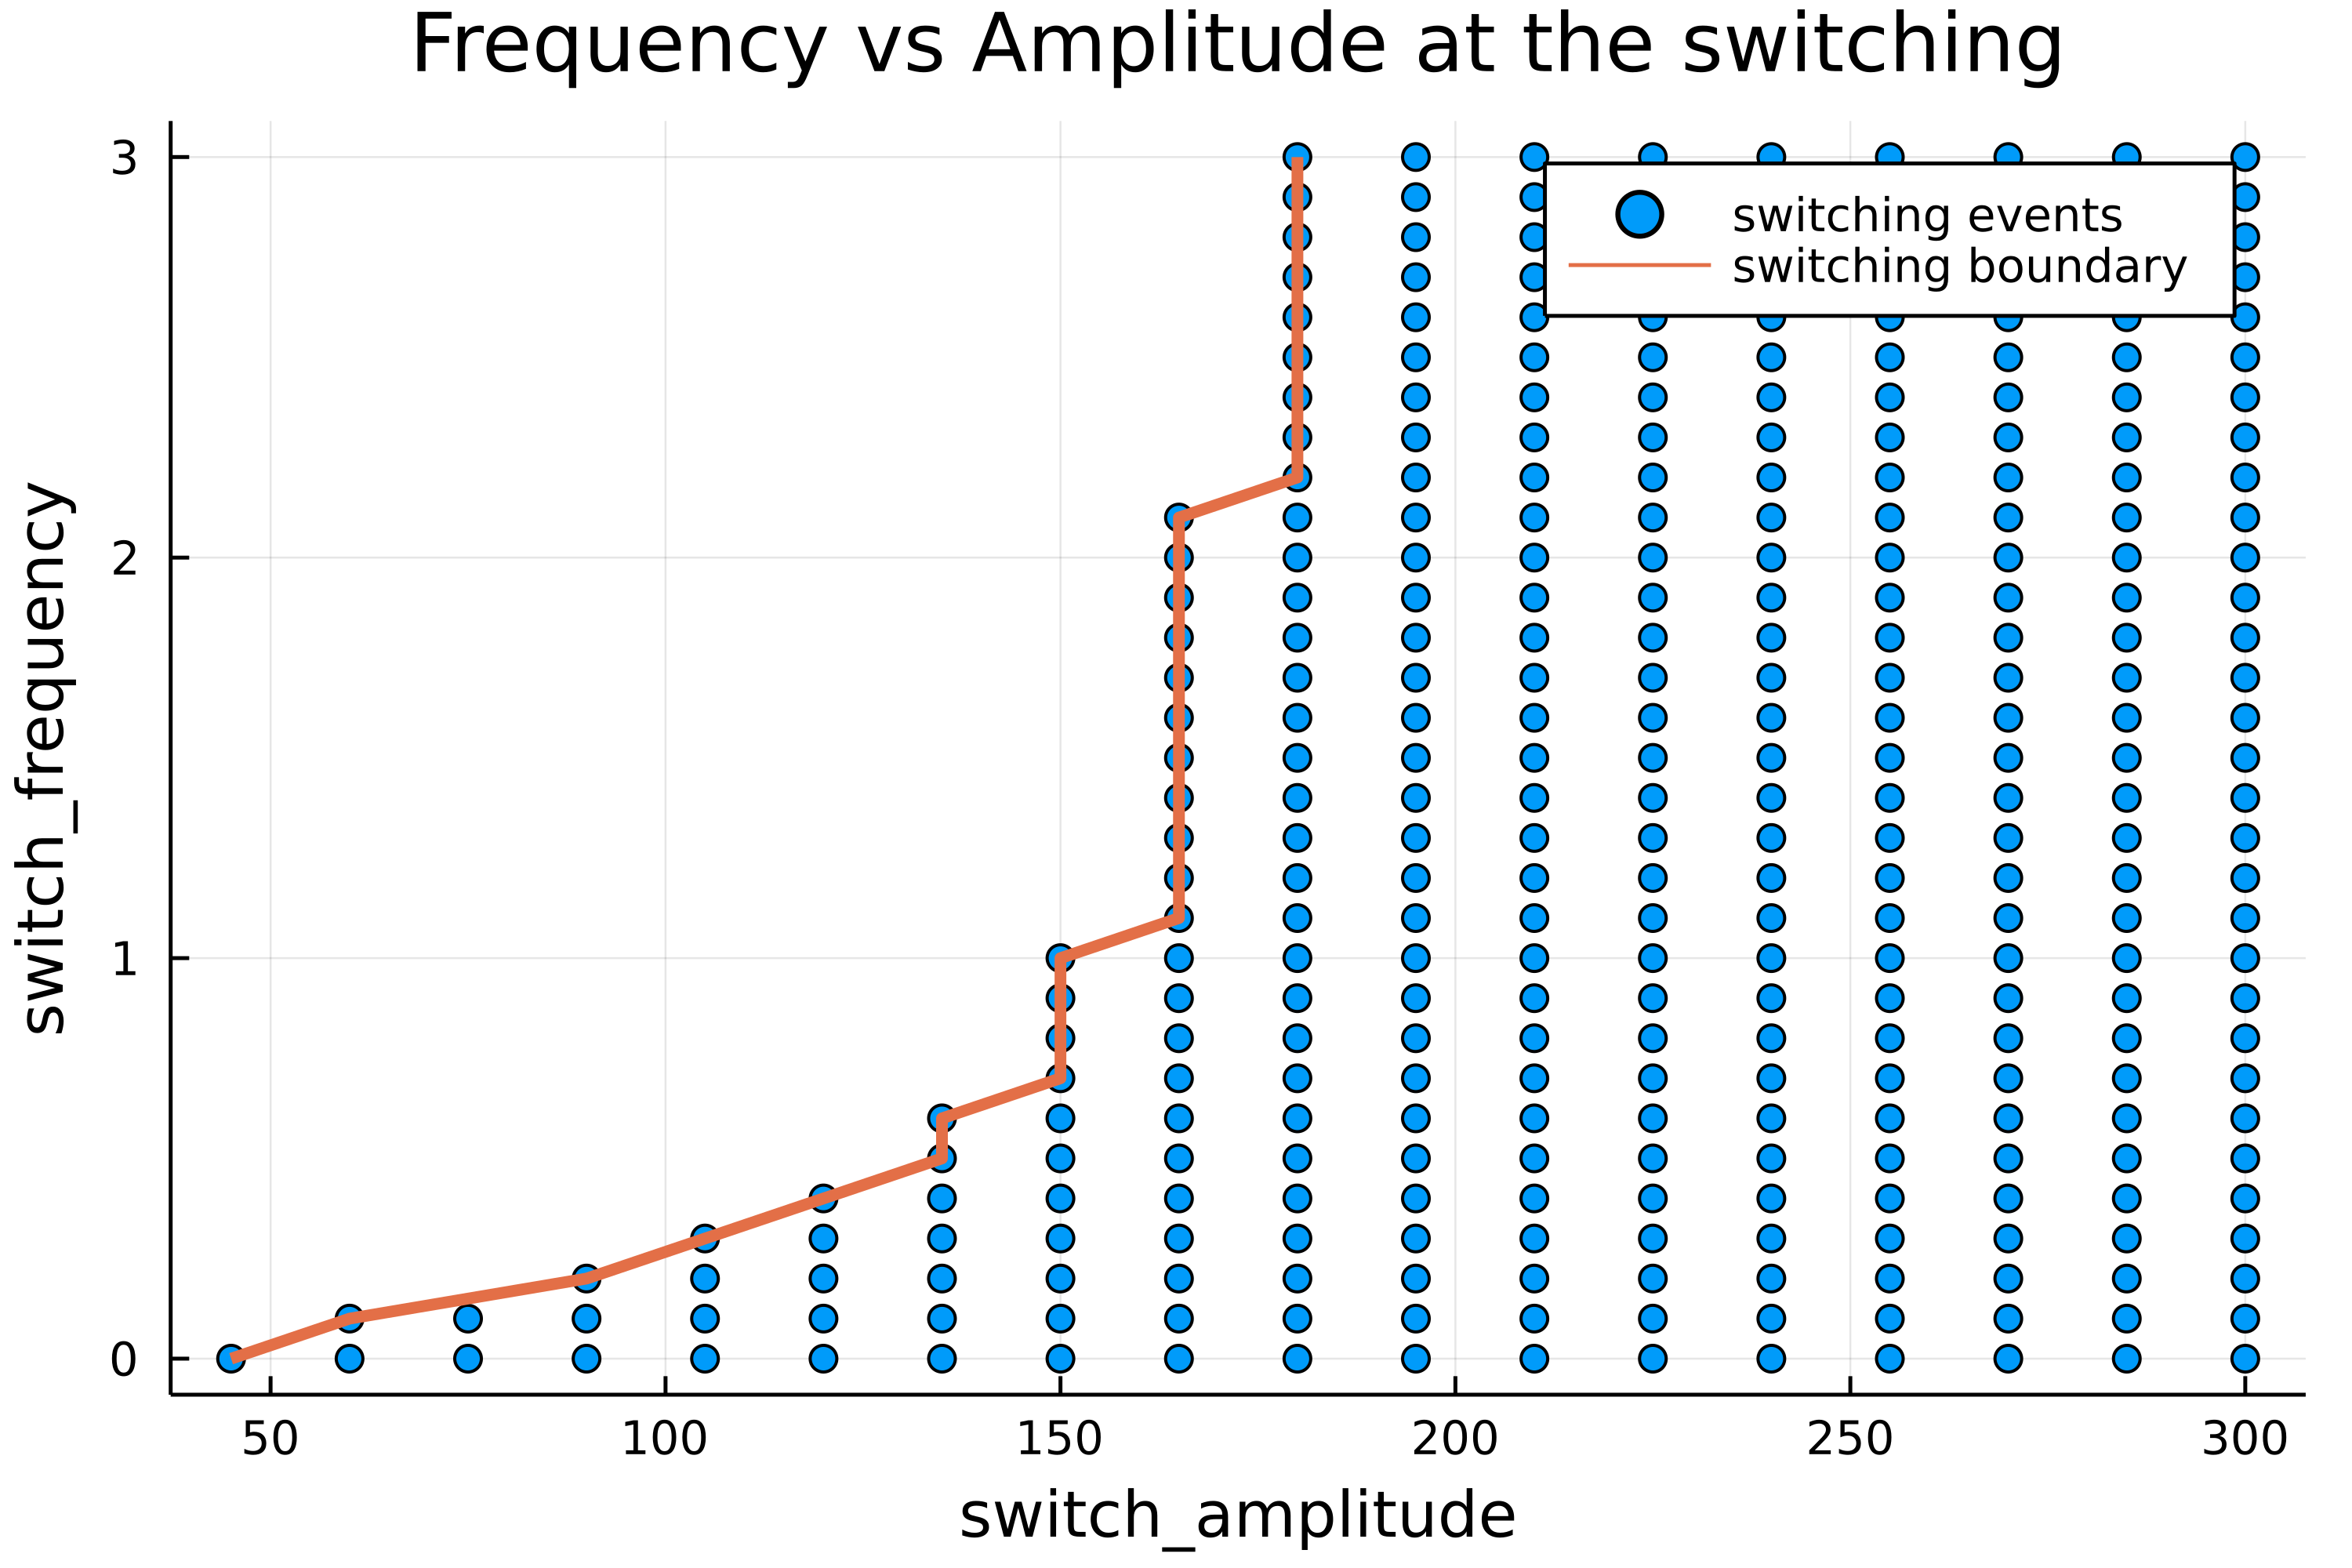 Frequency vs Amplitude at the switching
switching events
switching boundary
switch_frequency
3
2
1
0
50 100 150 200 250 300
switch_amplitude